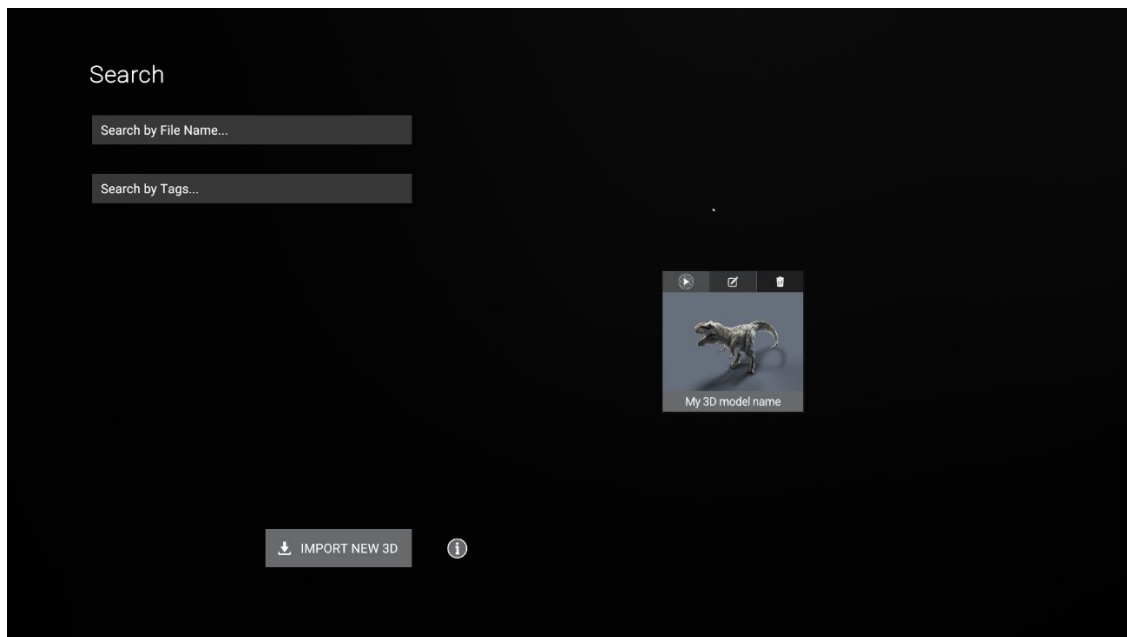 Search
Search by File Name...
Search by Tags...
My 3D model name
IMPORT NEW 3D